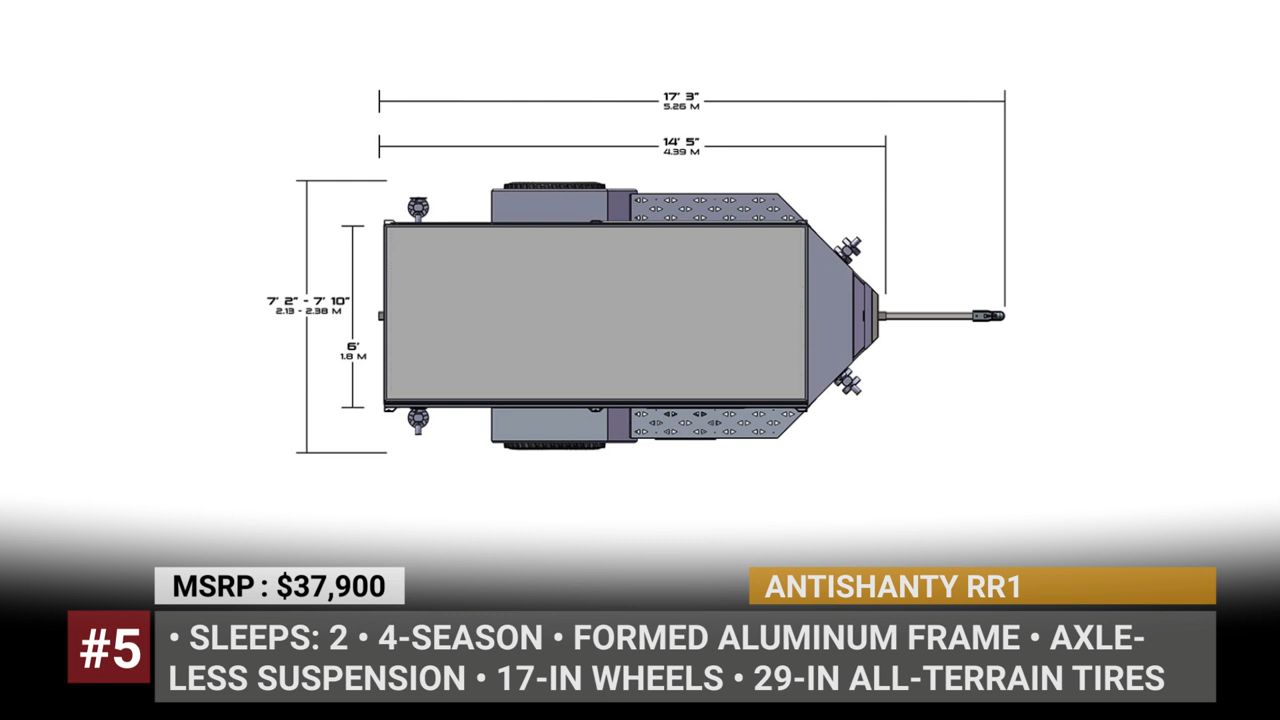 17' 3"
5.26 M
14' 5"
4.39 M
7' 2" - 7' 10"
2.13 - 2.38 M
6'
1.8 M
MSRP : $37,900
ANTISHANTY RR1
#5
• SLEEPS: 2 • 4-SEASON • FORMED ALUMINUM FRAME • AXLE-
LESS SUSPENSION • 17-IN WHEELS • 29-IN ALL-TERRAIN TIRES